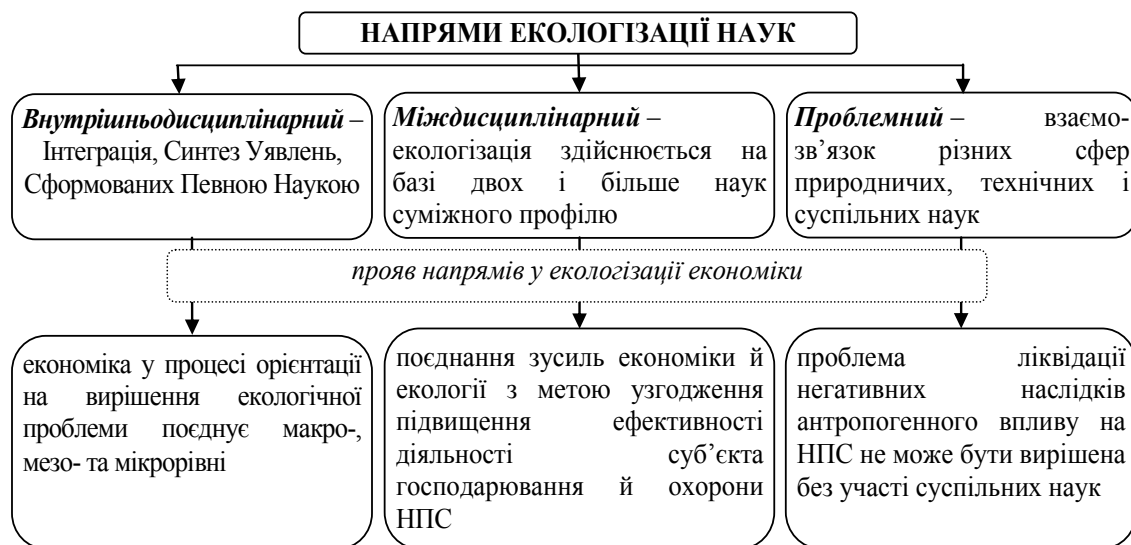 НАПРЯМИ ЕКОЛОГІЗАЦІЇ НАУК
Внутрішньодисциплінарний –
Інтеграція, Синтез Уявлень,
Сформованих Певною Наукою
Міждисциплінарний –
екологізація здійснюється на
базі двох і більше наук
суміжного профілю
Проблемний – взаємо-
зв’язок різних сфер
природничих, технічних і
суспільних наук
прояв напрямів у екологізації економіки
економіка у процесі орієнтації
на вирішення екологічної
проблеми поєднує макро-,
мезо- та мікрорівні
поєднання зусиль економіки й
екології з метою узгодження
підвищення ефективності
діяльності суб’єкта
господарювання й охорони
НПС
проблема ліквідації
негативних наслідків
антропогенного впливу на
НПС не може бути вирішена
без участі суспільних наук